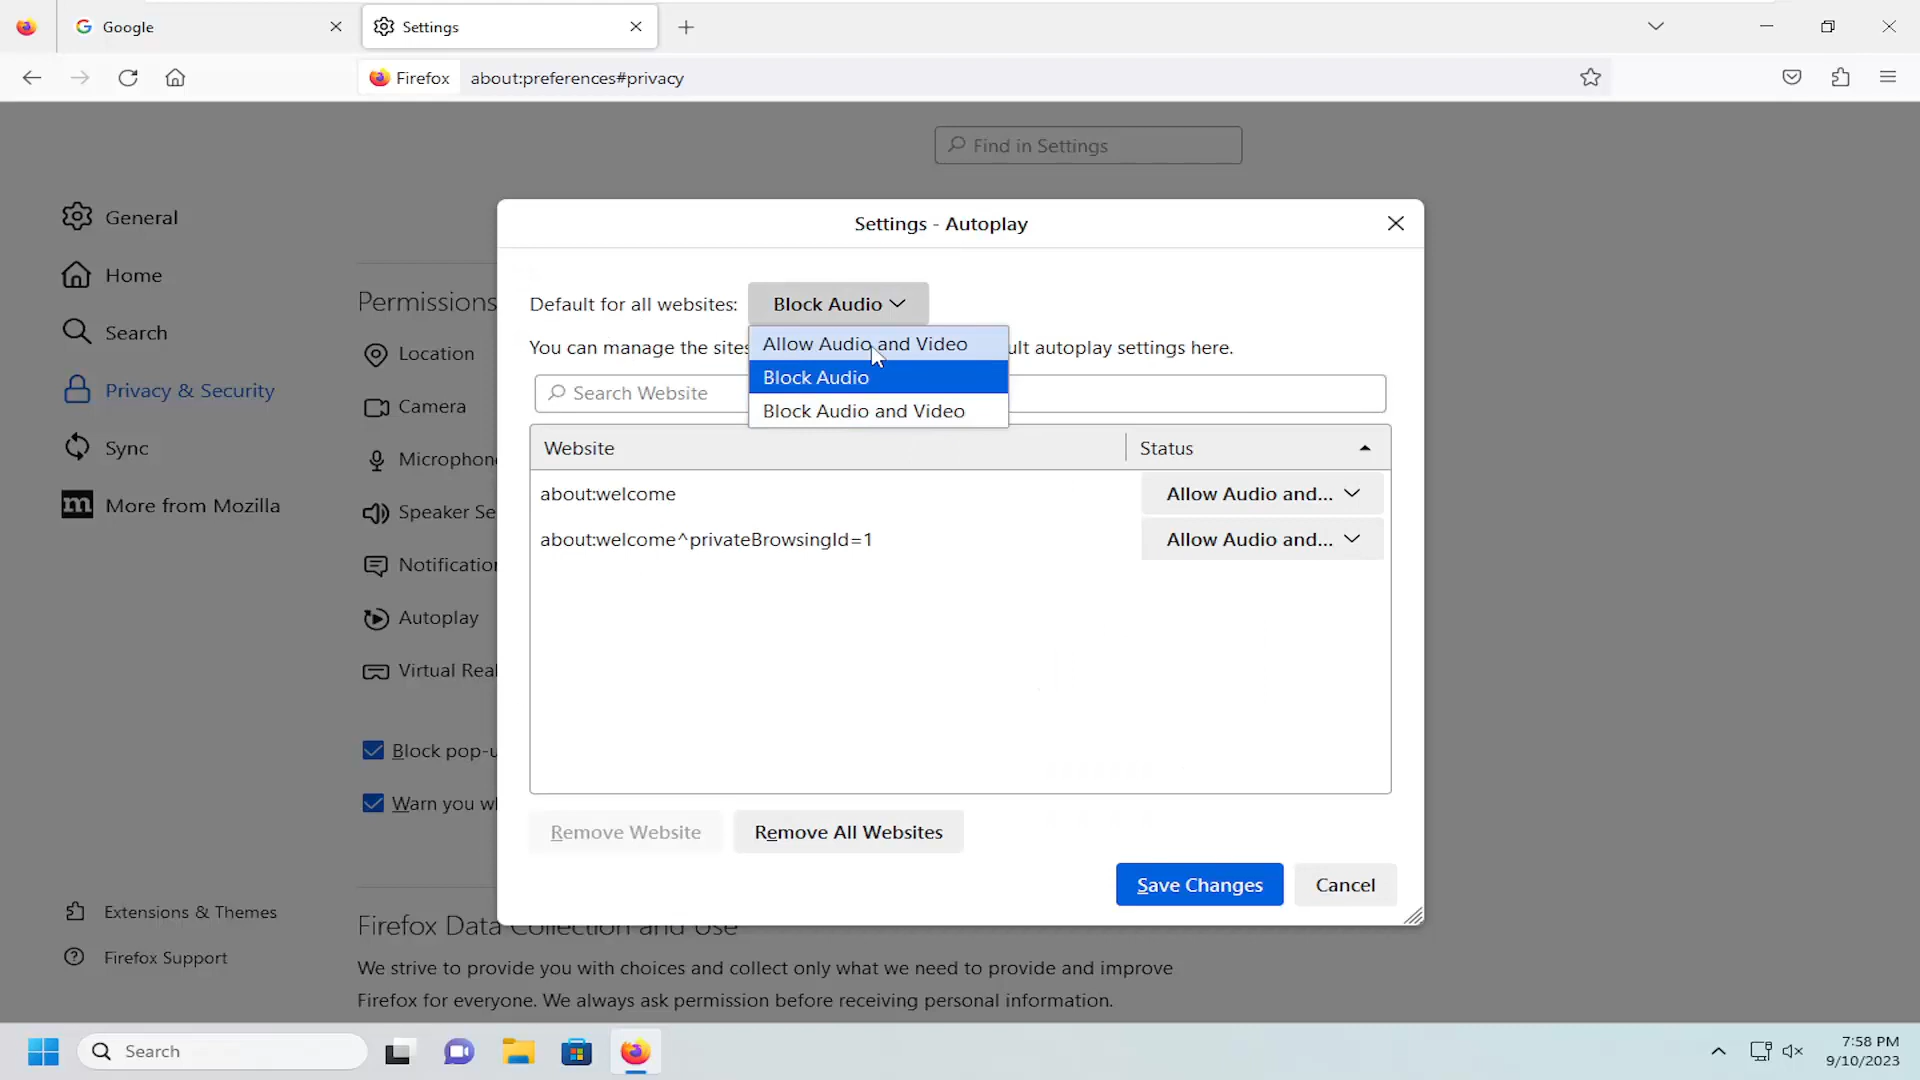 Google
Settings
Firefox
about:preferences#privacy
Find in Settings
General
Home
Search
Privacy & Security
Sync
More from Mozilla
Extensions & Themes
Firefox Support
Permissions
Location
Camera
Microphon
Speaker Se
Notification
Autoplay
Virtual Real
Block pop-u
Warn you wh
Settings - Autoplay
Default for all websites: Block Audio
Allow Audio and Video
Block Audio
Block Audio and Video
You can manage the sites ult autoplay settings here.
Search Website
Website Status
about:welcome Allow Audio and...
about:welcome^privateBrowsingId=1 Allow Audio and...
Remove Website Remove All Websites
Save Changes Cancel
Firefox Data Collection and Use
We strive to provide you with choices and collect only what we need to provide and improve
Firefox for everyone. We always ask permission before receiving personal information.
Search
7:58 PM
9/10/2023